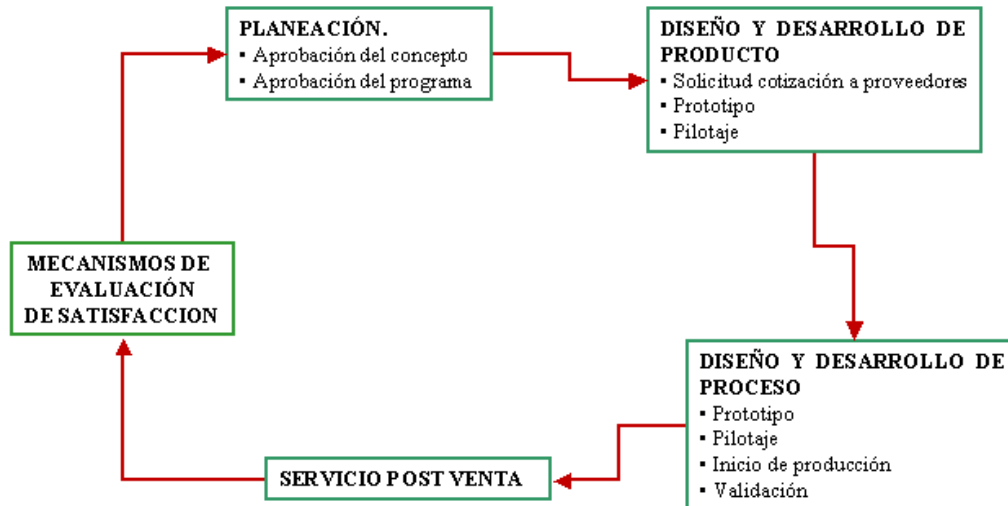 PLANEACIÓN.
▪ Aprobación del concepto
▪ Aprobación del programa
DISEÑO Y DESARROLLO DE
PRODUCTO
▪ Solicitud cotización a proveedores
▪ Prototipo
▪ Pilotaje
MECANISMOS DE
EVALUACIÓN
DE SATISFACCION
DISEÑO Y DESARROLLO DE
PROCESO
▪ Prototipo
▪ Pilotaje
▪ Inicio de producción
▪ Validación
SERVICIO POST VENTA